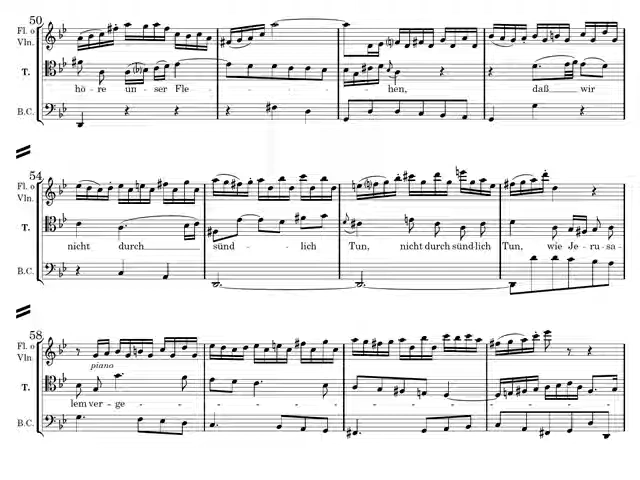 50
Fl. o
Vln.
T.
hö - re un - ser Fle - - - - hen, daß wir
B.C.
54
Fl. o
Vln.
T.
nicht durch sünd - - lich Tun, nicht durch sünd lich Tun, wie Je - ru - sa -
B.C.
58
Fl. o
Vln
piano
T.
lem ver - ge - - - - - - - - - - - - -
B.C.